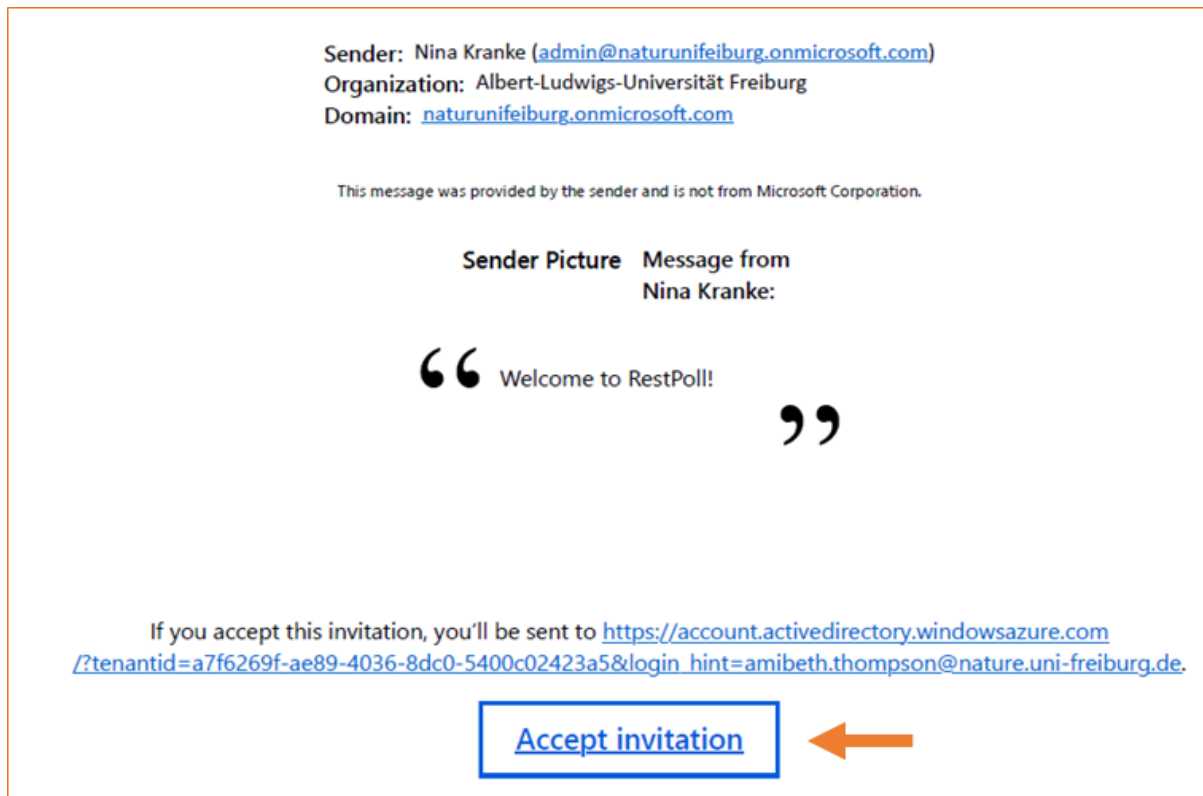 Sender: Nina Kranke (admin@naturunifeiburg.onmicrosoft.com)
Organization: Albert-Ludwigs-Universität Freiburg
Domain: naturunifeiburg.onmicrosoft.com
This message was provided by the sender and is not from Microsoft Corporation.
Sender Picture Message from
Nina Kranke:
“ Welcome to RestPoll!
”
If you accept this invitation, you’ll be sent to https://account.activedirectory.windowsazure.com
/?tenantid=a7f6269f-ae89-4036-8dc0-5400c02423a5&login_hint=amibeth.thompson@nature.uni-freiburg.de.
Accept invitation